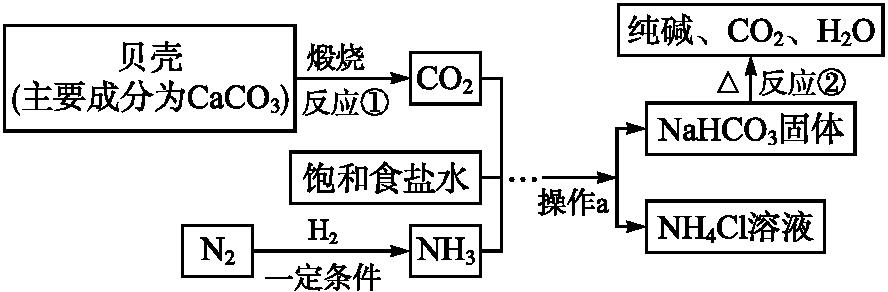 贝壳
(主要成分为CaCO₃)
煅烧
反应①
CO₂
饱和食盐水
N₂
H₂
一定条件
NH₃
…
操作a
纯碱、CO₂、H₂O
△ 反应②
NaHCO₃固体
NH₄Cl溶液